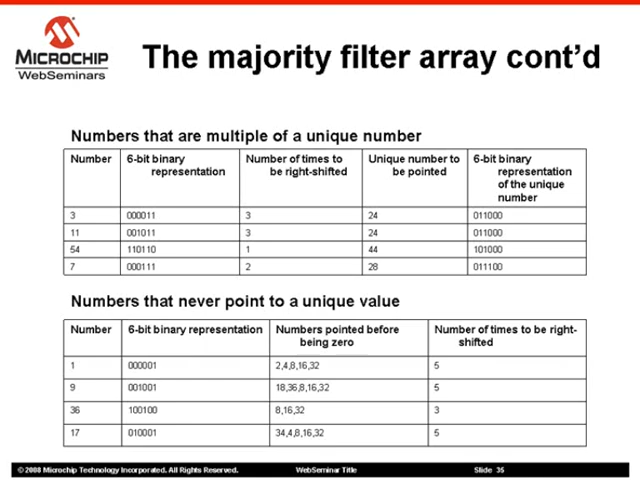 MICROCHIP
WebSeminars
The majority filter array cont'd
Numbers that are multiple of a unique number
Number 6-bit binary representation Number of times to be right-shifted Unique number to be pointed 6-bit binary representation of the unique number
3 000011 3 24 011000
11 001011 3 24 011000
54 110110 1 44 101000
7 000111 2 28 011100
Numbers that never point to a unique value
Number 6-bit binary representation Numbers pointed before being zero Number of times to be right-shifted
1 000001 2,4,8,16,32 5
9 001001 18,36,8,16,32 5
36 100100 8,16,32 3
17 010001 34,4,8,16,32 5
© 2008 Microchip Technology Incorporated. All Rights Reserved. WebSeminar Title Slide 35